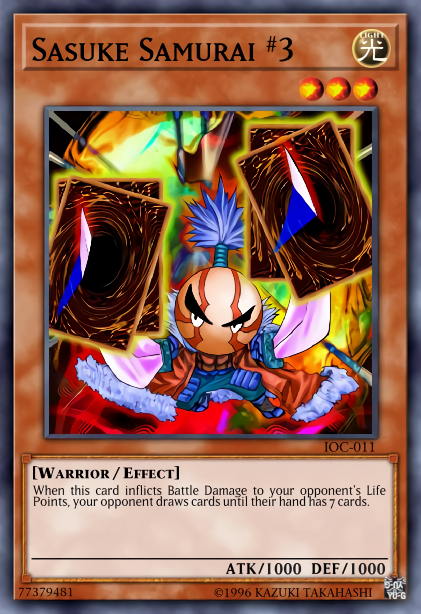 Sasuke Samurai #3
LIGHT
光
IOC-011
[Warrior / Effect]
When this card inflicts Battle Damage to your opponent's Life
Points, your opponent draws cards until their hand has 7 cards.
ATK/1000 DEF/1000
77379481
©1996 KAZUKI TAKAHASHI